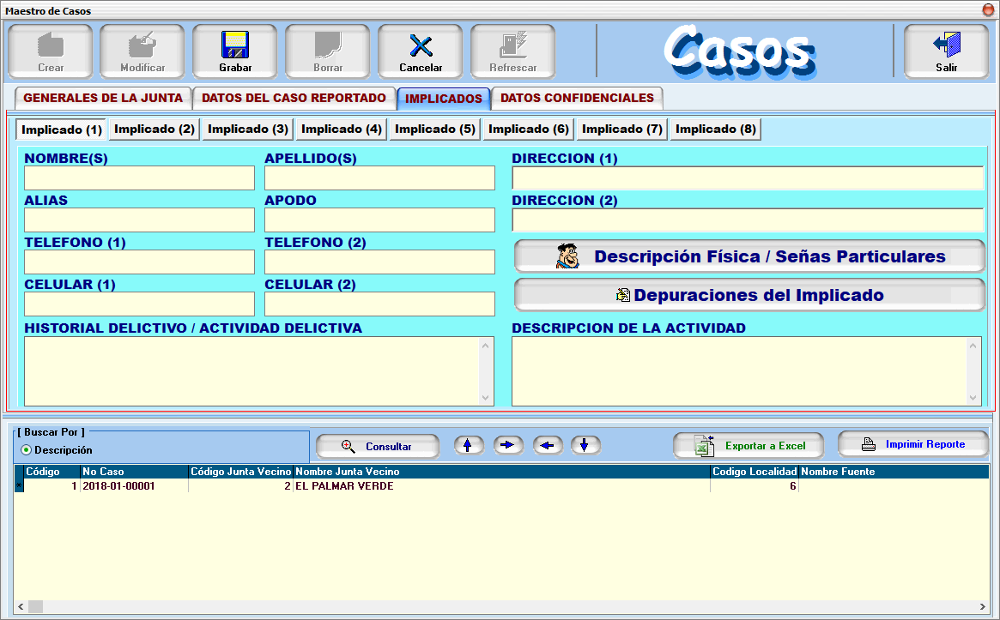 Maestro de Casos
Crear Modificar Grabar Borrar Cancelar Refrescar Casos Salir
GENERALES DE LA JUNTA DATOS DEL CASO REPORTADO IMPLICADOS DATOS CONFIDENCIALES
Implicado (1) Implicado (2) Implicado (3) Implicado (4) Implicado (5) Implicado (6) Implicado (7) Implicado (8)
NOMBRE(S) APELLIDO(S) DIRECCION (1)
ALIAS APODO DIRECCION (2)
TELEFONO (1) TELEFONO (2)
Descripción Física / Señas Particulares
CELULAR (1) CELULAR (2)
Depuraciones del Implicado
HISTORIAL DELICTIVO / ACTIVIDAD DELICTIVA DESCRIPCION DE LA ACTIVIDAD
[ Buscar Por ]
Descripción Consultar Exportar a Excel Imprimir Reporte
Código No Caso Código Junta Vecino Nombre Junta Vecino Codigo Localidad Nombre Fuente
* 1 2018-01-00001 2 EL PALMAR VERDE 6